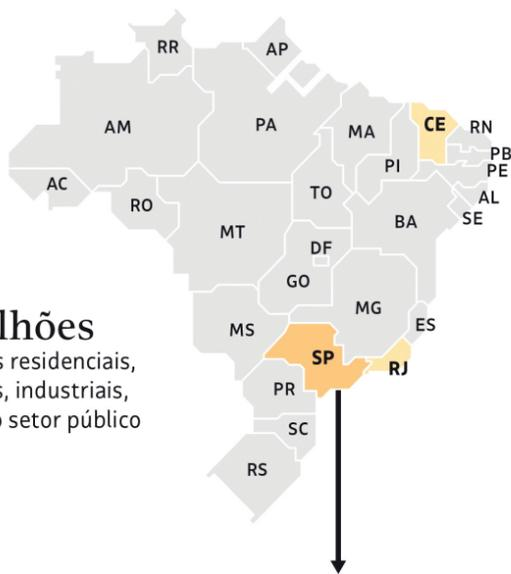 RR
AP
AM
PA
MA
CE
RN
PB
PE
PI
AC
TO
AL
SE
RO
BA
MT
DF
GO
MG
MS
ES
SP
RJ
PR
SC
RS
lhões
s residenciais,
s, industriais,
o setor público